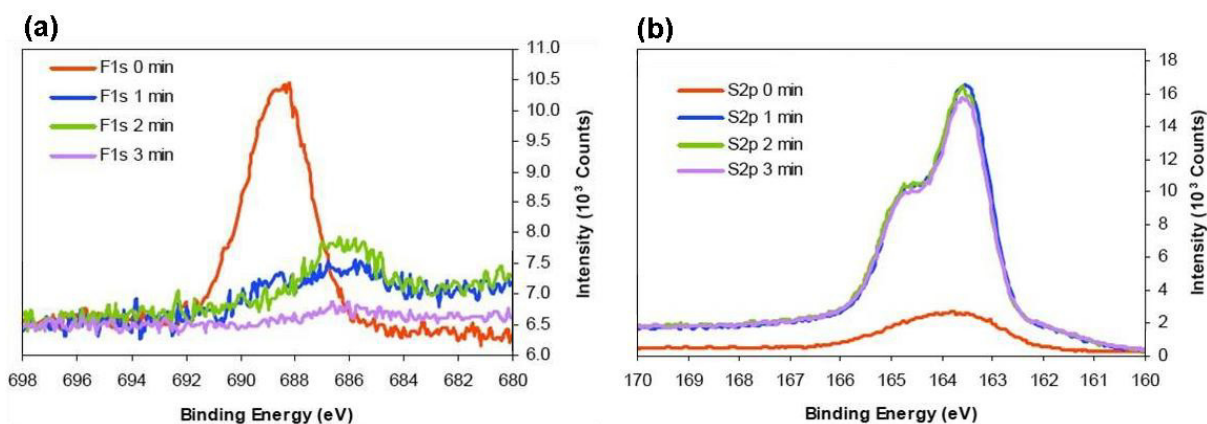 (a)
F1s 0 min
F1s 1 min
F1s 2 min
F1s 3 min
11.0
10.5
10.0
9.5
9.0
8.5
8.0
7.5
7.0
6.5
6.0
Intensity (10³ Counts)
698 696 694 692 690 688 686 684 682 680
Binding Energy (eV)
(b)
S2p 0 min
S2p 1 min
S2p 2 min
S2p 3 min
18
16
14
12
10
8
6
4
2
0
Intensity (10³ Counts)
170 169 168 167 166 165 164 163 162 161 160
Binding Energy (eV)